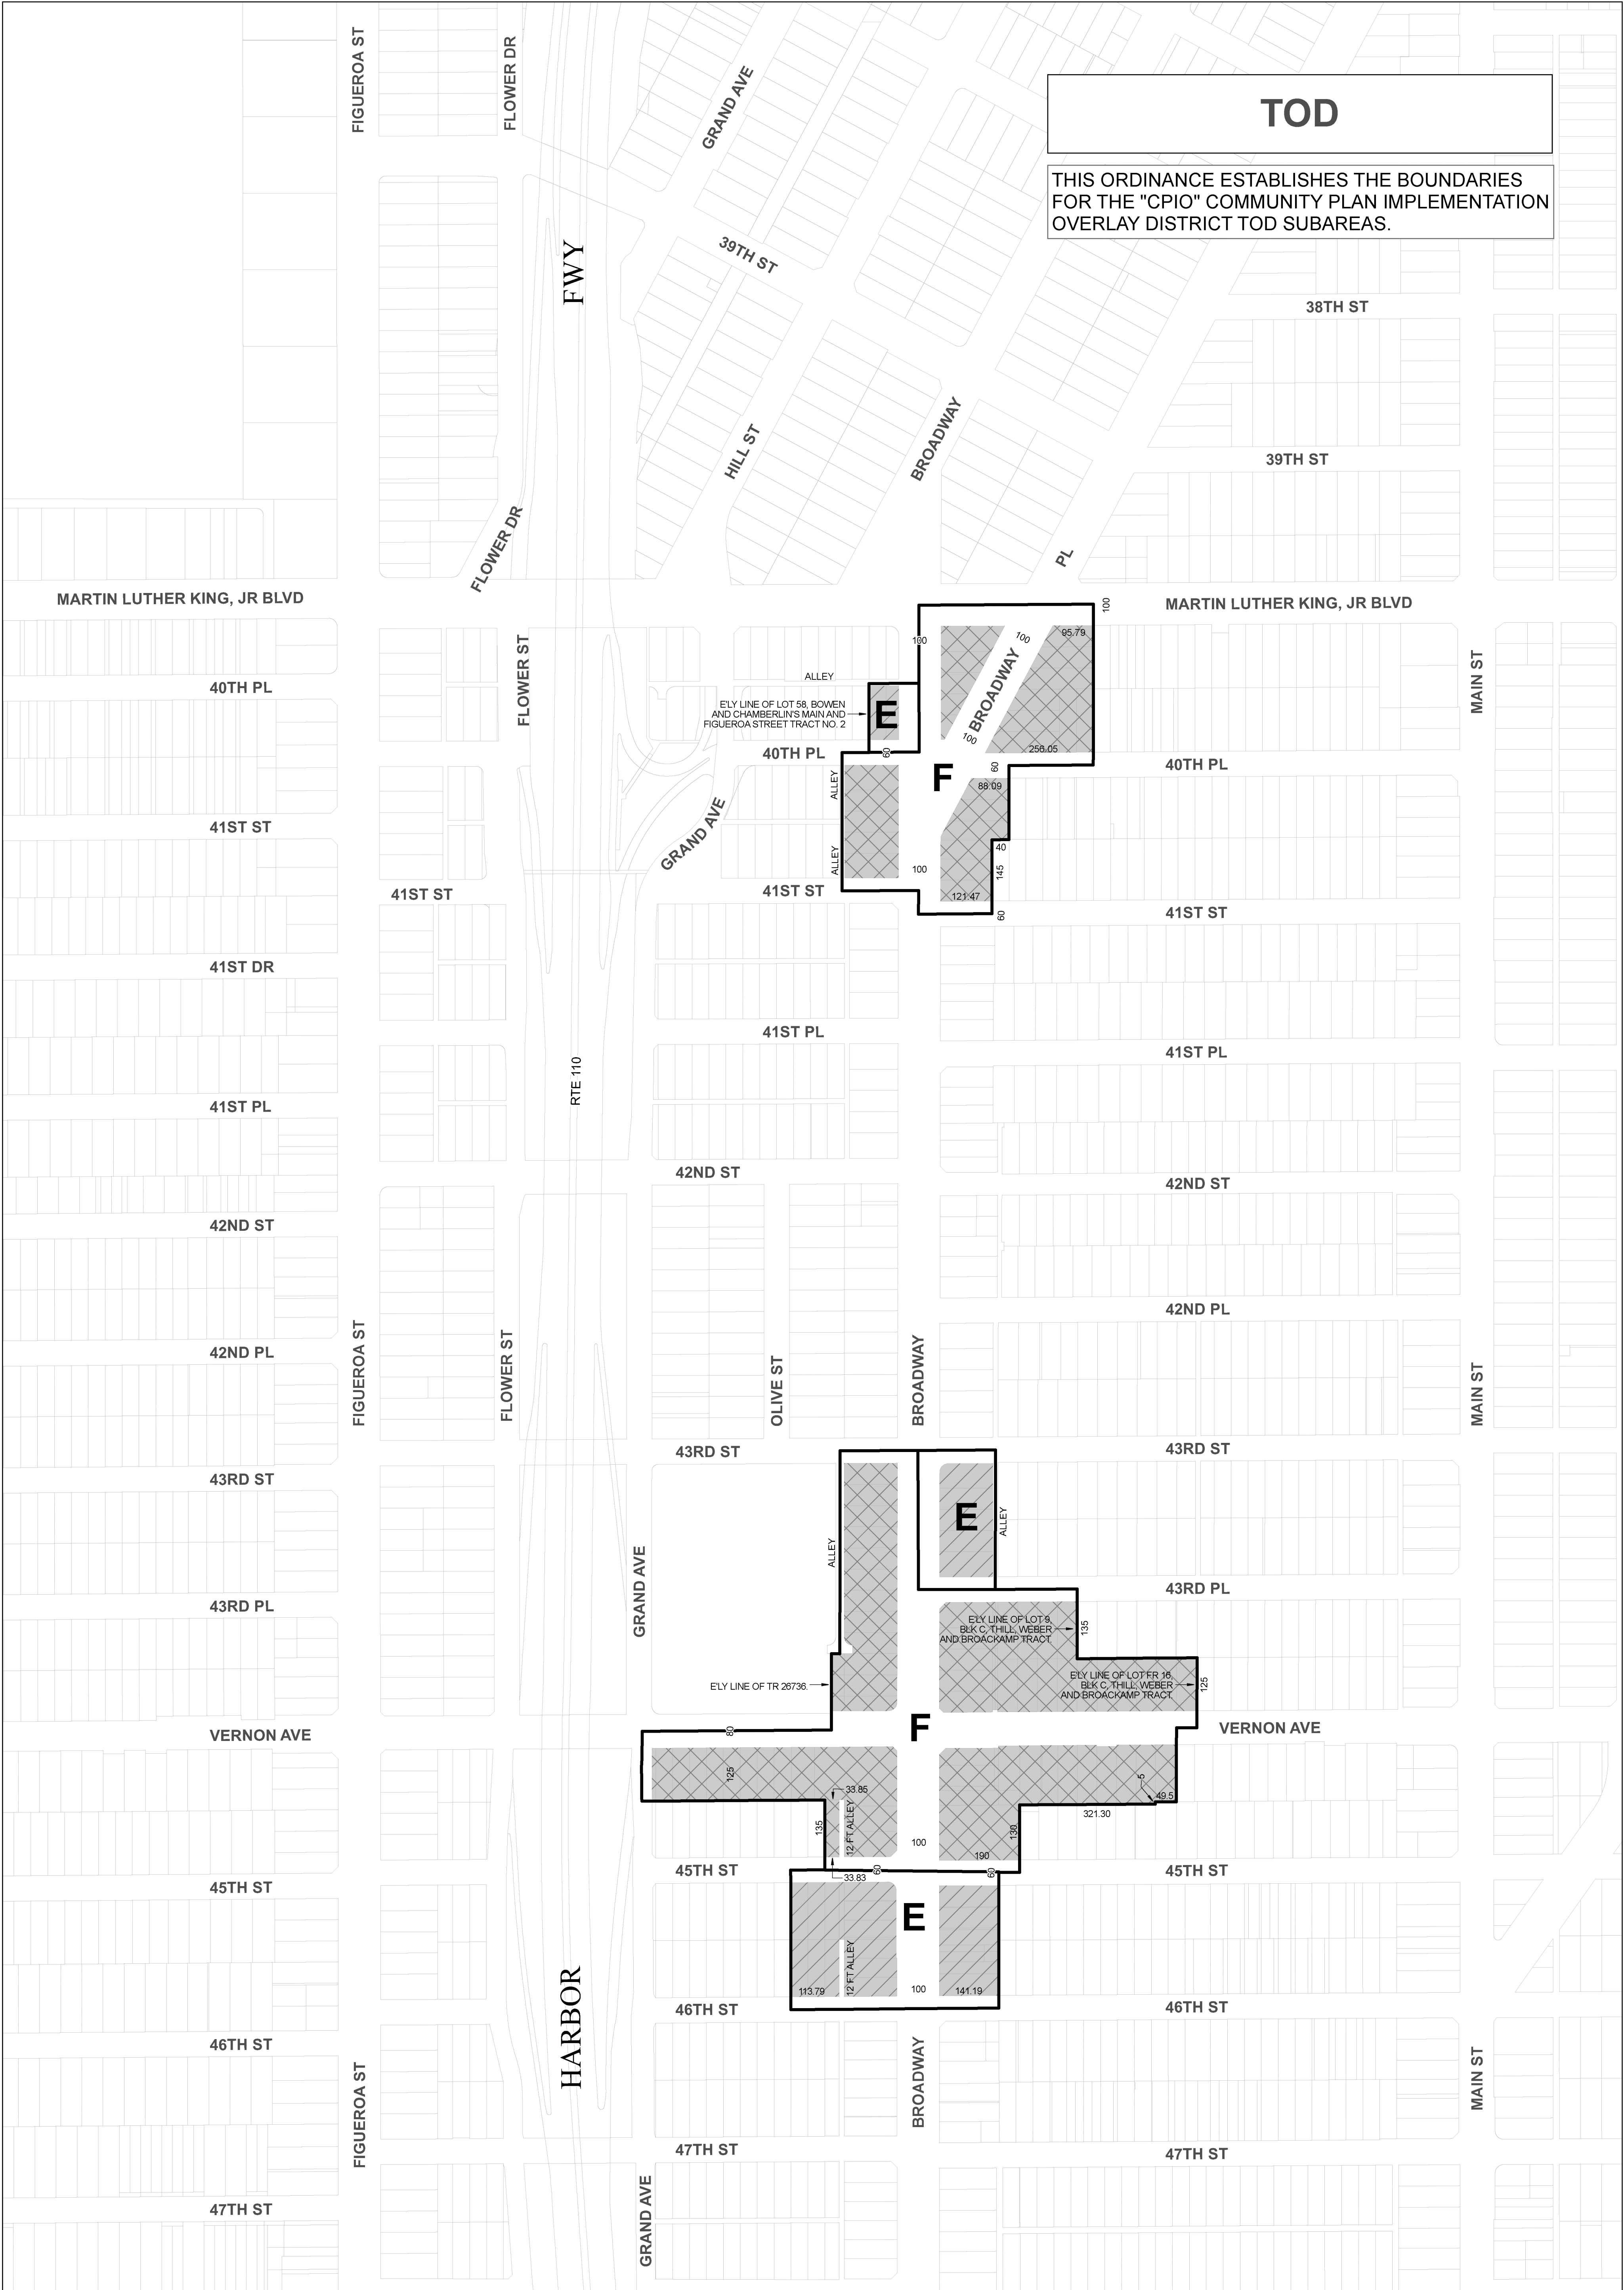 TOD
THIS ORDINANCE ESTABLISHES THE BOUNDARIES
FOR THE "CPIO" COMMUNITY PLAN IMPLEMENTATION
OVERLAY DISTRICT TOD SUBAREAS.
FIGUEROA ST
FLOWER DR
GRAND AVE
39TH ST
FWY
38TH ST
HILL ST
BROADWAY
39TH ST
FLOWER DR
PL
MARTIN LUTHER KING, JR BLVD
MARTIN LUTHER KING, JR BLVD
100
100
100
95.79
BROADWAY
FLOWER ST
MAIN ST
ALLEY
40TH PL
E'LY LINE OF LOT 58, BOWEN
AND CHAMBERLIN'S MAIN AND
FIGUEROA STREET TRACT NO. 2
E
100
256.05
40TH PL
60
60
40TH PL
F
ALLEY
88.09
41ST ST
GRAND AVE
ALLEY
40
145
100
41ST ST
41ST ST
121.47
60
41ST ST
41ST DR
41ST PL
41ST PL
RTE 110
41ST PL
42ND ST
42ND ST
42ND ST
42ND PL
42ND PL
FIGUEROA ST
FLOWER ST
OLIVE ST
BROADWAY
MAIN ST
43RD ST
43RD ST
43RD ST
E
ALLEY
ALLEY
GRAND AVE
43RD PL
43RD PL
E'LY LINE OF LOT 9,
BLK C, THILL, WEBER
AND BROACKAMP TRACT.
135
E'LY LINE OF TR 26736.
E'LY LINE OF LOT FR 16,
BLK C, THILL, WEBER
AND BROACKAMP TRACT.
125
VERNON AVE
80
F
VERNON AVE
125
33.85
5
49.5
321.30
135
12 FT ALLEY
100
130
190
45TH ST
60
60
45TH ST
33.83
45TH ST
E
12 FT ALLEY
113.79
100
141.19
HARBOR
46TH ST
46TH ST
46TH ST
FIGUEROA ST
BROADWAY
MAIN ST
47TH ST
47TH ST
47TH ST
GRAND AVE